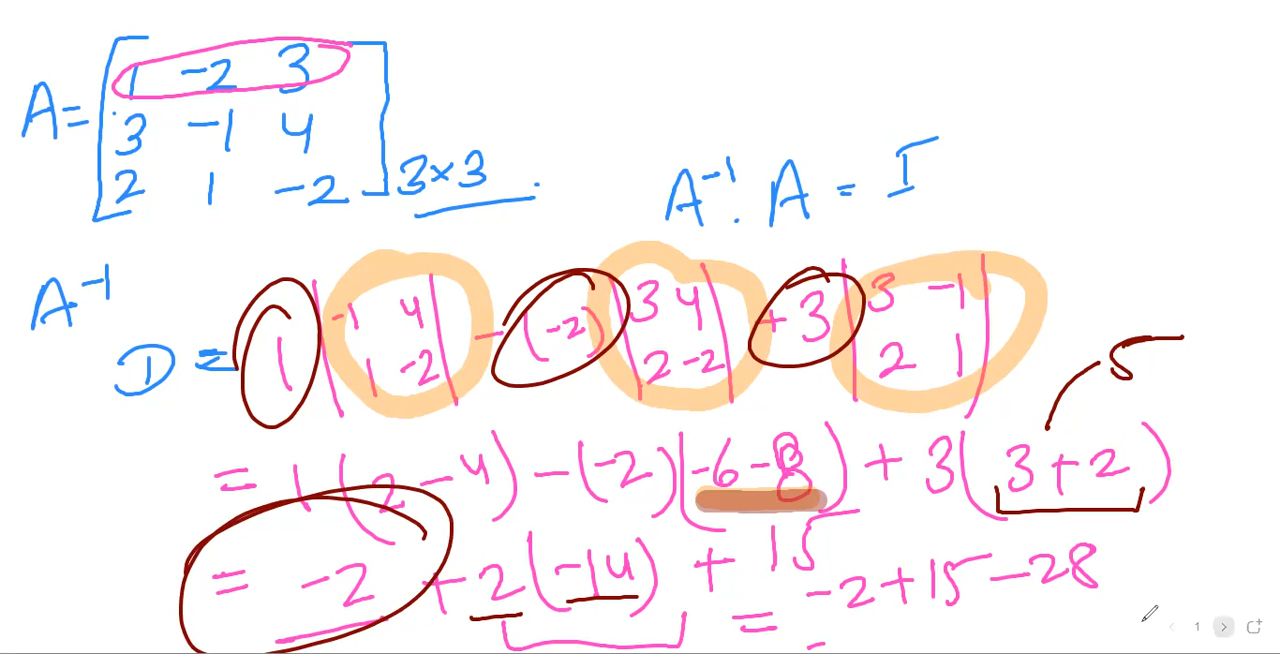 A = [ 1 -2 3
3 -1 4
2 1 -2 ] 3×3
A⁻¹ . A = I
A⁻¹
D = 1 | -1 4 | - (-2) | 3 4 | + 3 | 3 -1 |
| 1 -2 | | 2 -2 | | 2 1 |
5
= 1 (2 - 4) - (-2) (-6 - 8) + 3 (3 + 2)
= -2 + 2 (-14) + 15
= -2 + 15 - 28
1